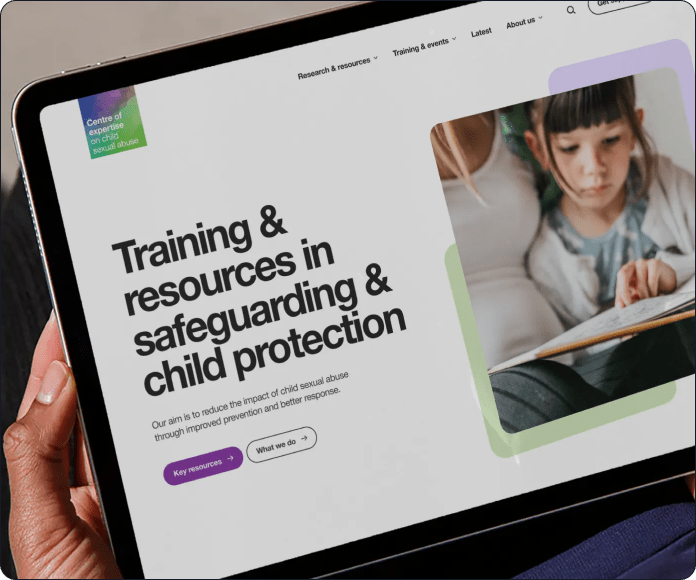 Research & resources
Training & events
Latest
About us
Centre of
expertise
on child
sexual abuse
Training &
resources in
safeguarding &
child protection
Our aim is to reduce the impact of child sexual abuse
through improved prevention and better response.
Key resources →
What we do →